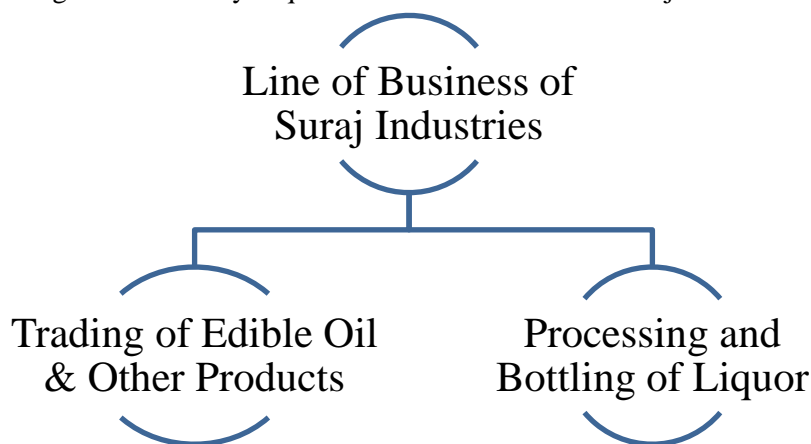 Line of Business of
Suraj Industries
Trading of Edible Oil
& Other Products
Processing and
Bottling of Liquor